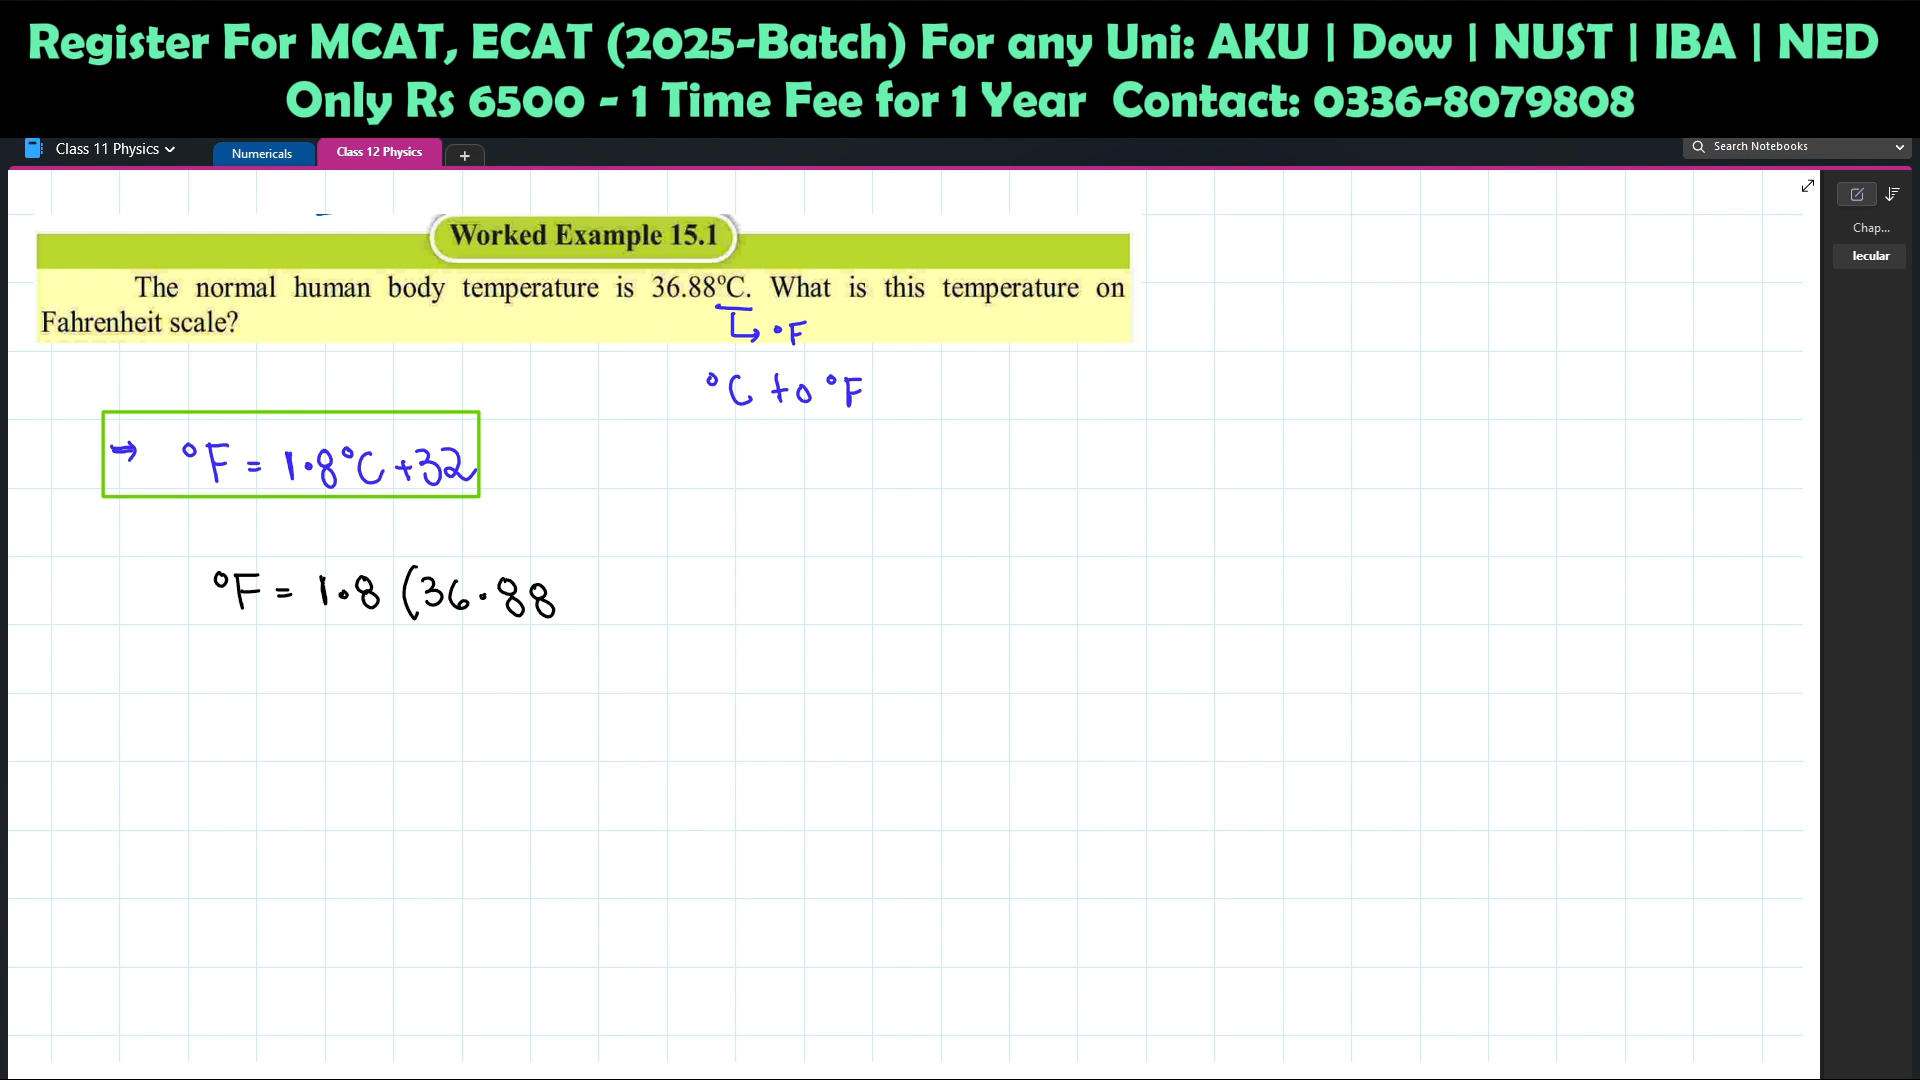 Register For MCAT, ECAT (2025-Batch) For any Uni: AKU | Dow | NUST | IBA | NED
Only Rs 6500 - 1 Time Fee for 1 Year Contact: 0336-8079808
Class 11 Physics
Numericals
Class 12 Physics
+
Search Notebooks
Chap...
lecular
Worked Example 15.1
The normal human body temperature is 36.88ºC. What is this temperature on
Fahrenheit scale?
°F
°C to °F
→ °F = 1.8°C+32
°F = 1.8 (36.88